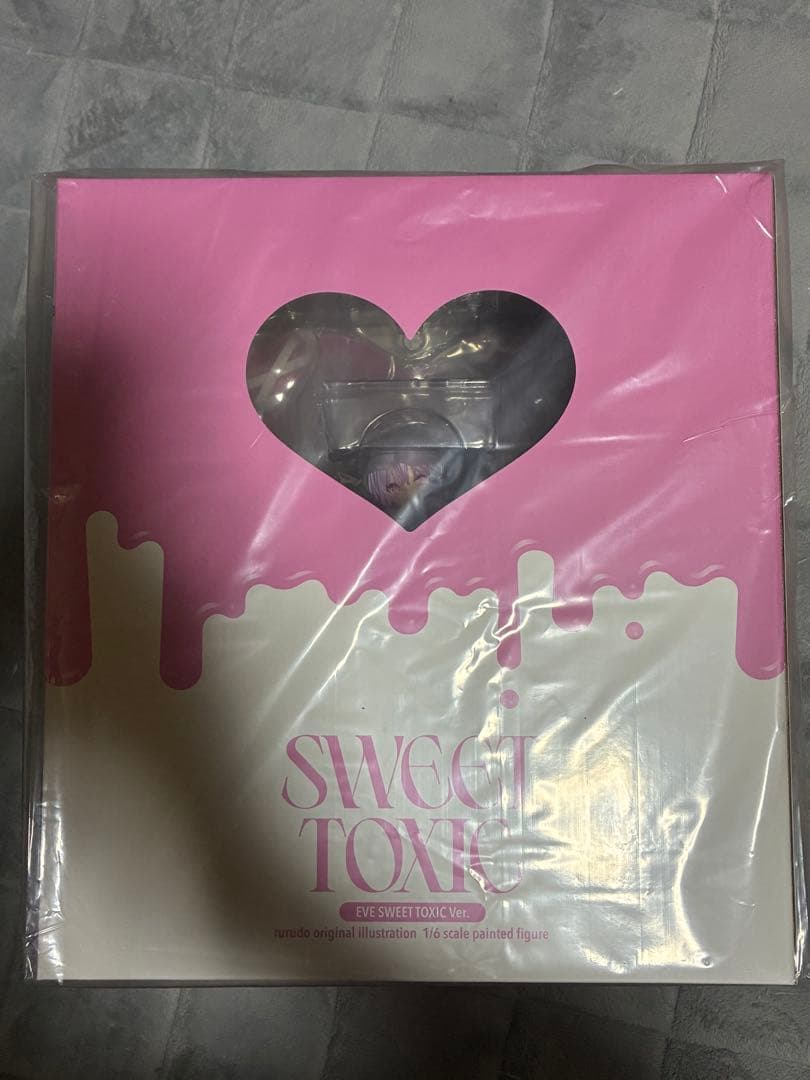 SWEET
TOXIC
EVE SWEET TOXIC Ver.
rurudo original illustration 1/6 scale painted figure